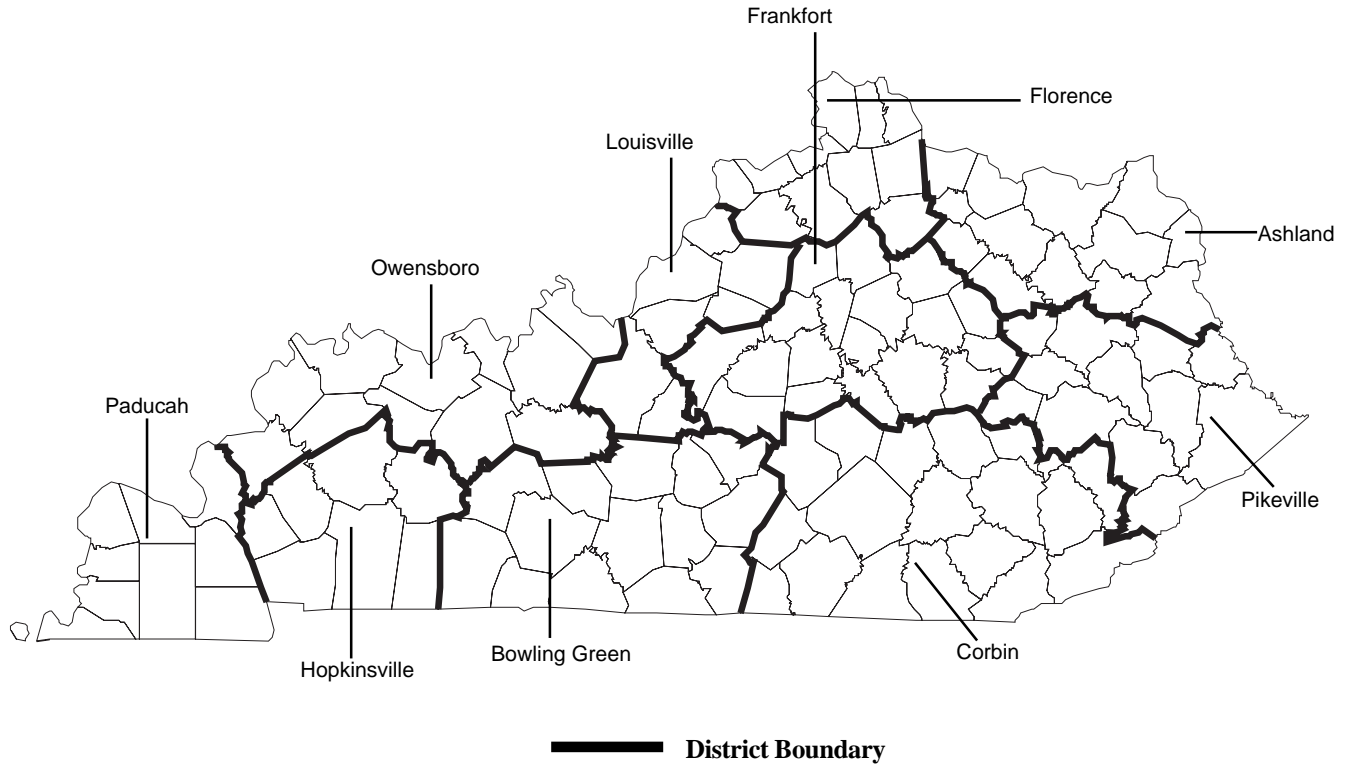 Frankfort
Florence
Louisville
Ashland
Owensboro
Paducah
Pikeville
Bowling Green
Corbin
Hopkinsville
District Boundary